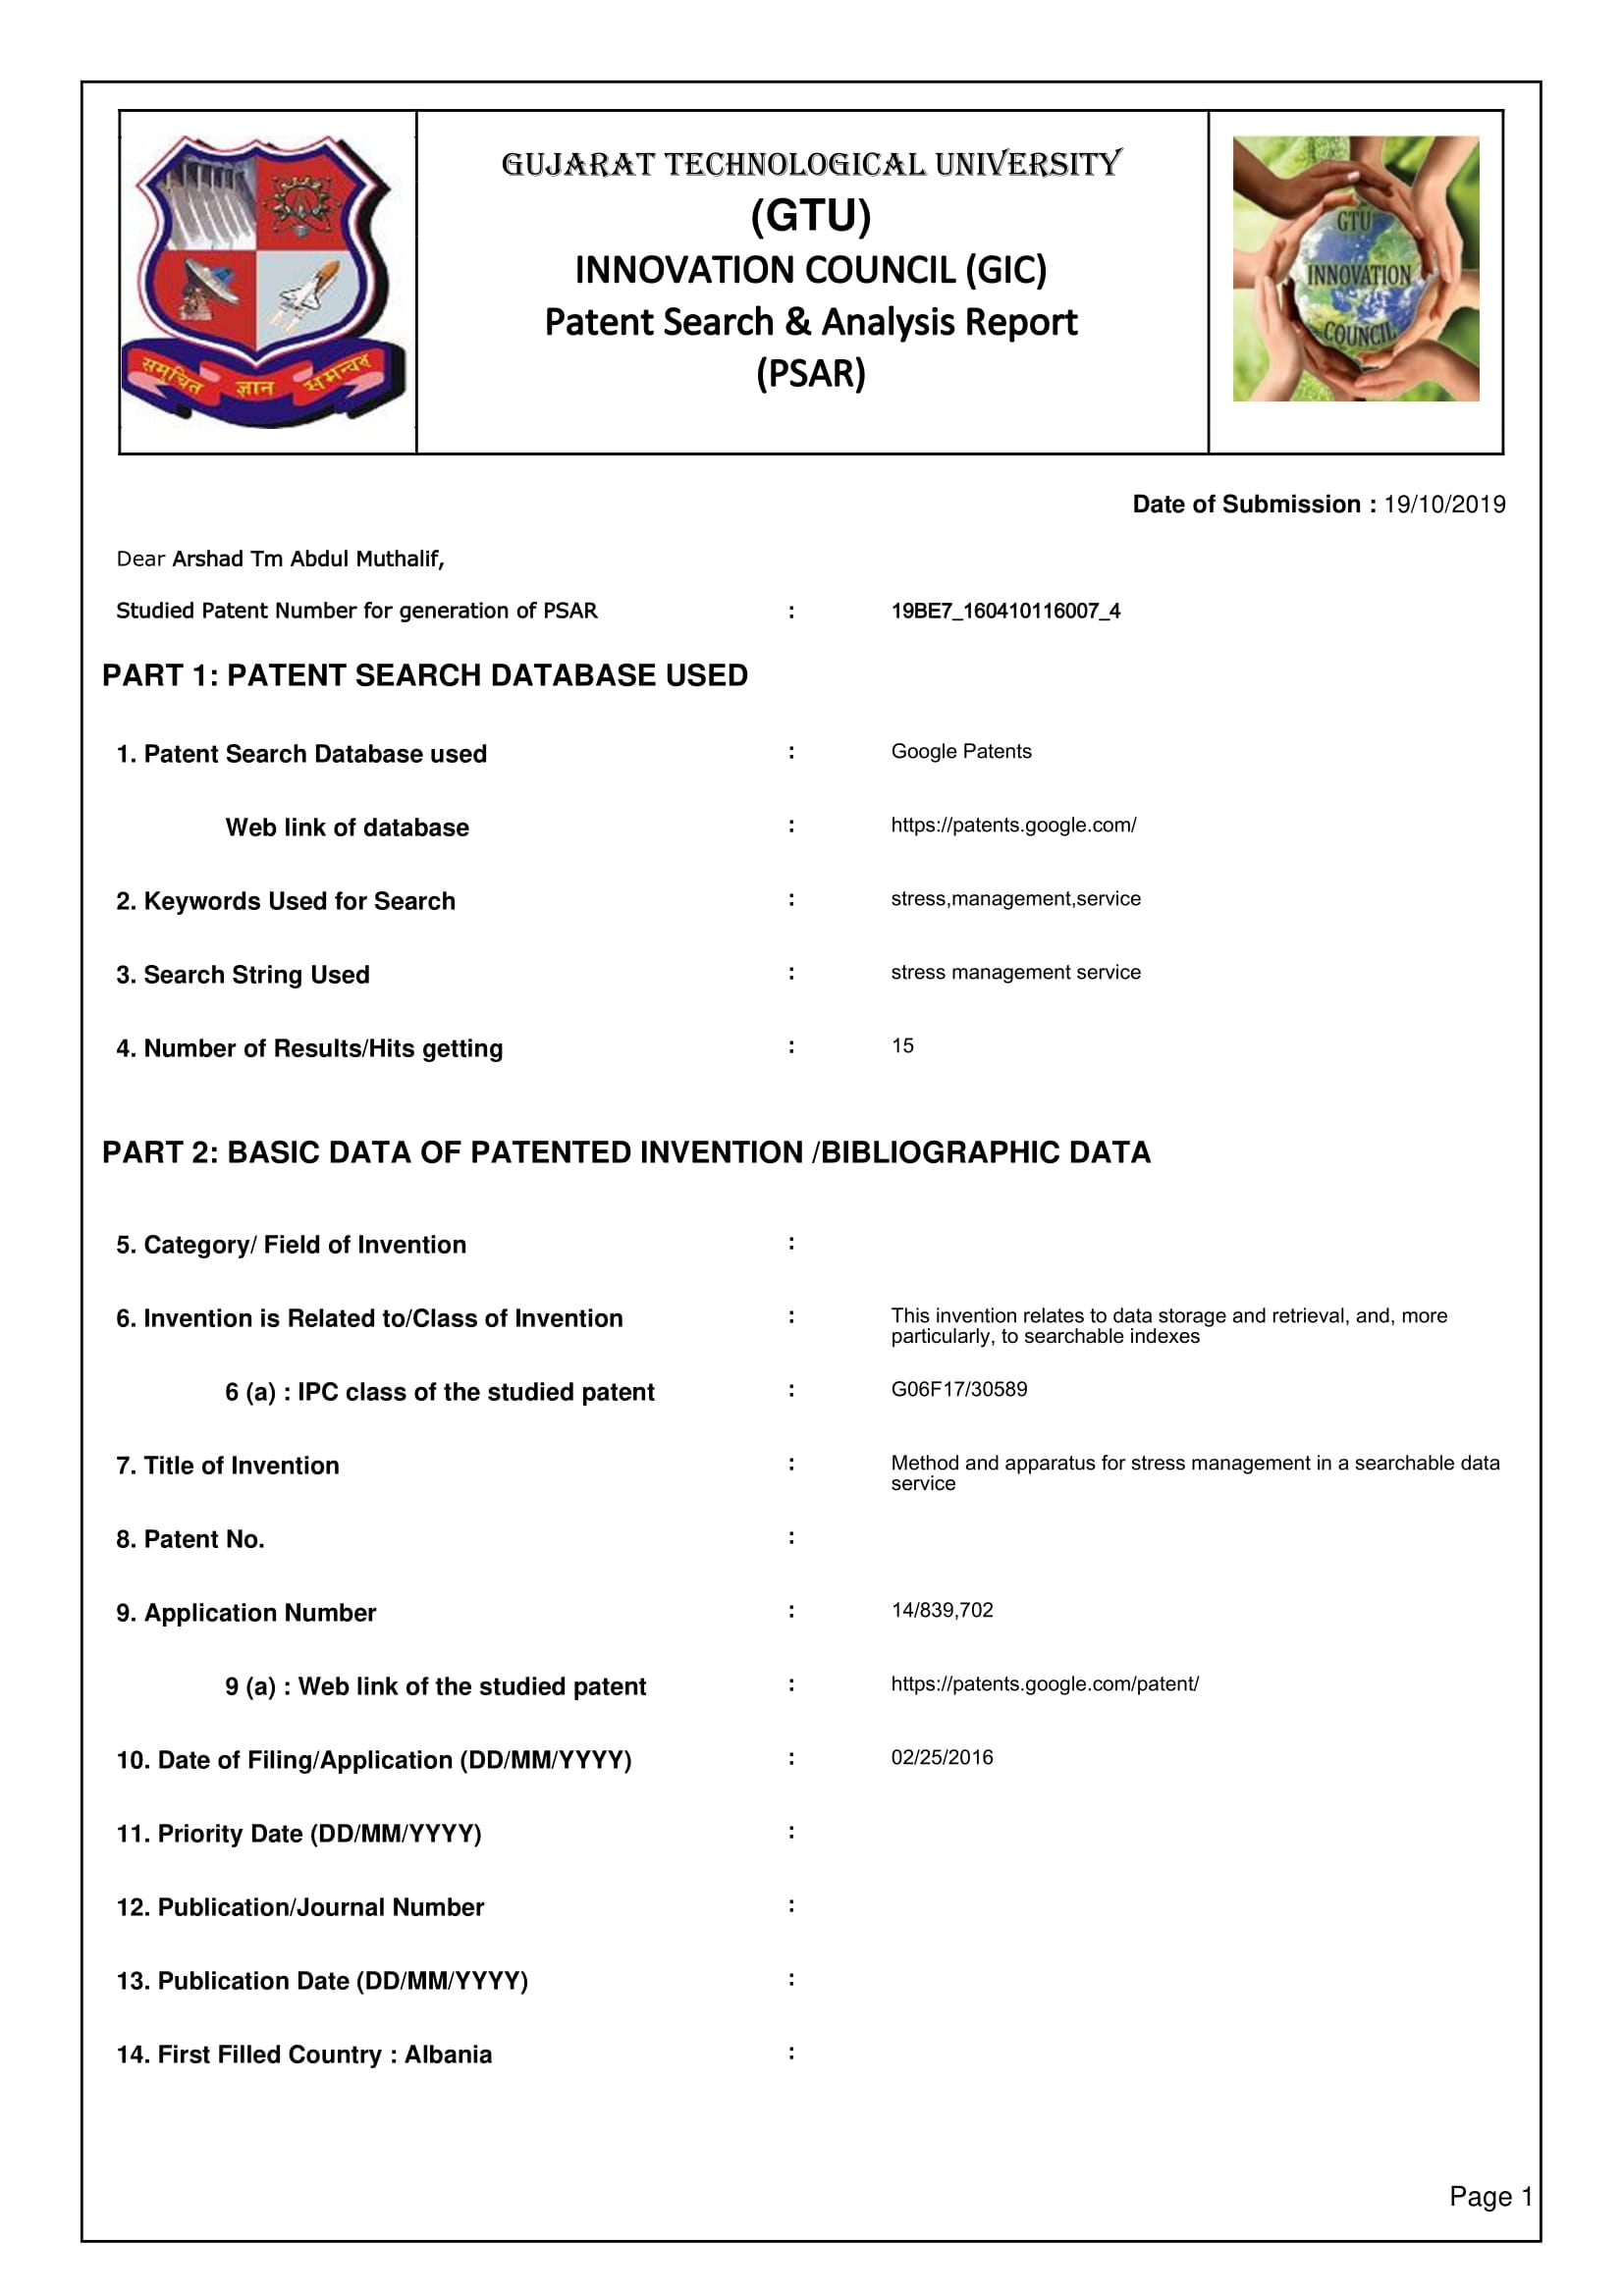 GUJARAT TECHNOLOGICAL UNIVERSITY
(GTU)
INNOVATION COUNCIL (GIC)
Patent Search & Analysis Report
(PSAR)
समुचित ज्ञान समन्वय
GTU
INNOVATION
COUNCIL
Date of Submission : 19/10/2019
Dear Arshad Tm Abdul Muthalif,
Studied Patent Number for generation of PSAR : 19BE7_160410116007_4
PART 1: PATENT SEARCH DATABASE USED
1. Patent Search Database used : Google Patents
Web link of database : https://patents.google.com/
2. Keywords Used for Search : stress,management,service
3. Search String Used : stress management service
4. Number of Results/Hits getting : 15
PART 2: BASIC DATA OF PATENTED INVENTION /BIBLIOGRAPHIC DATA
5. Category/ Field of Invention :
6. Invention is Related to/Class of Invention : This invention relates to data storage and retrieval, and, more
particularly, to searchable indexes
6 (a) : IPC class of the studied patent : G06F17/30589
7. Title of Invention : Method and apparatus for stress management in a searchable data
service
8. Patent No. :
9. Application Number : 14/839,702
9 (a) : Web link of the studied patent : https://patents.google.com/patent/
10. Date of Filing/Application (DD/MM/YYYY) : 02/25/2016
11. Priority Date (DD/MM/YYYY) :
12. Publication/Journal Number :
13. Publication Date (DD/MM/YYYY) :
14. First Filled Country : Albania :
Page 1